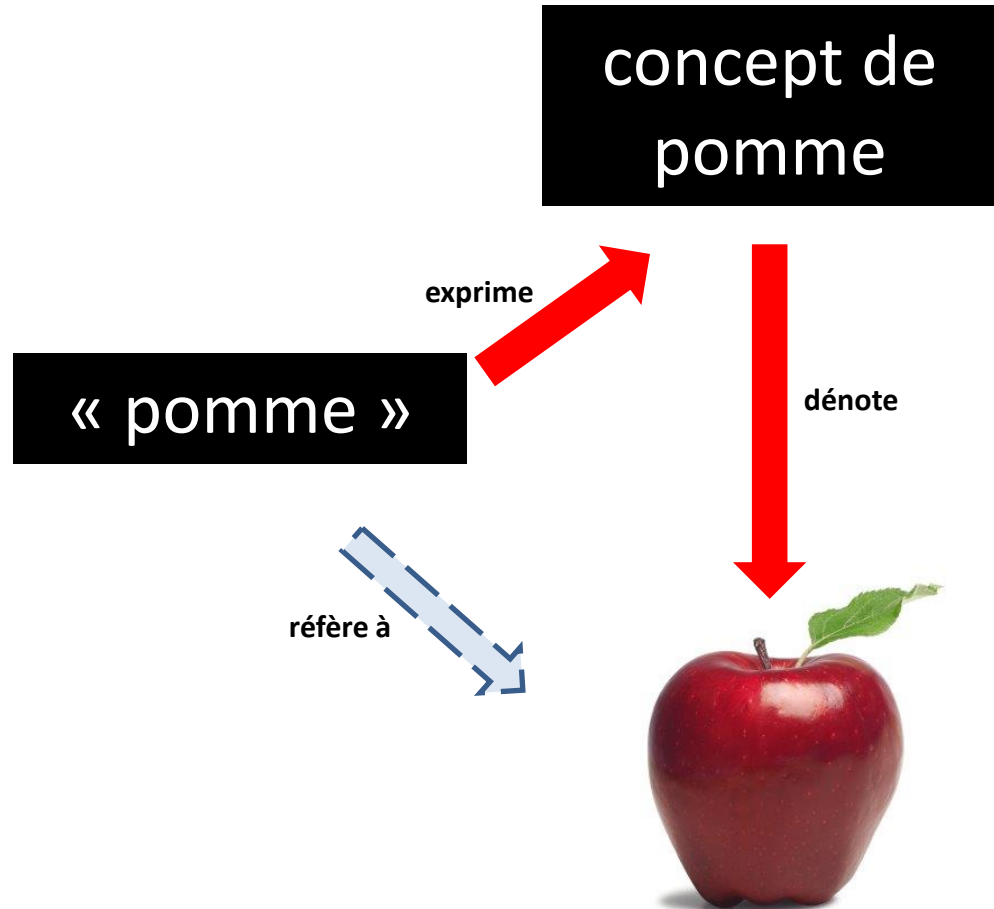 concept de
pomme
exprime
« pomme »
dénote
réfère à